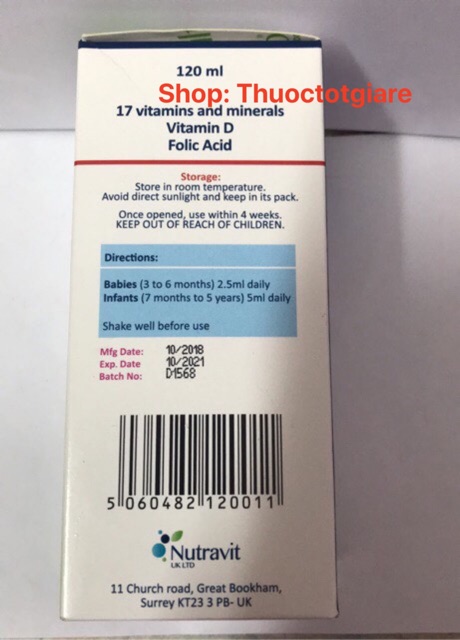 120 ml
Shop: Thuoctotgiare
17 vitamins and minerals
Vitamin D
Folic Acid
Storage:
Store in room temperature.
Avoid direct sunlight and keep in its pack.
Once opened, use within 4 weeks.
KEEP OUT OF REACH OF CHILDREN.
Directions:
Babies (3 to 6 months) 2.5ml daily
Infants (7 months to 5 years) 5ml daily
Shake well before use
Mfg Date: 10/2018
Exp. Date 10/2021
Batch No: D1568
5 060482 120011
Nutravit
UK LTD
11 Church road, Great Bookham,
Surrey KT23 3 PB- UK